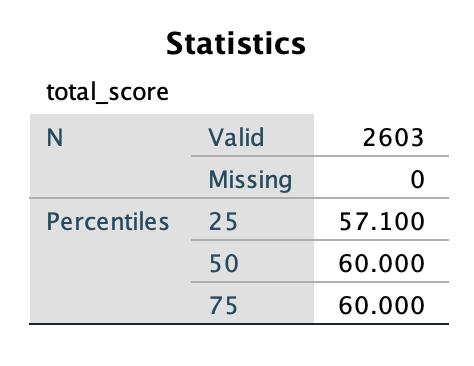 Statistics
total_score
N Valid 2603
Missing 0
Percentiles 25 57.100
50 60.000
75 60.000